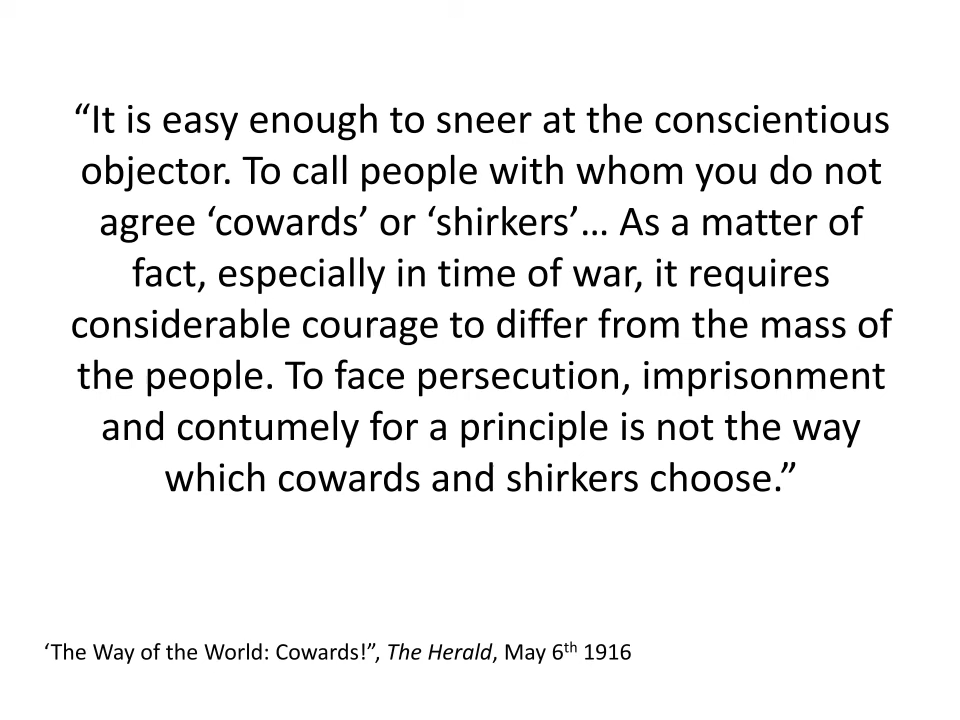 “It is easy enough to sneer at the conscientious
objector. To call people with whom you do not
agree ‘cowards’ or ‘shirkers’… As a matter of
fact, especially in time of war, it requires
considerable courage to differ from the mass of
the people. To face persecution, imprisonment
and contumely for a principle is not the way
which cowards and shirkers choose.”
‘The Way of the World: Cowards!”, The Herald, May 6th 1916